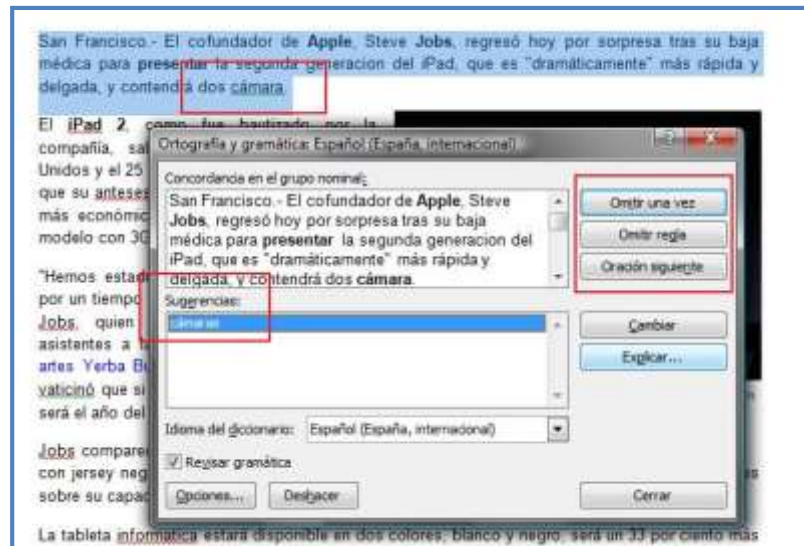 San Francisco.- El cofundador de Apple, Steve Jobs, regresó hoy por sorpresa tras su baja
médica para presentar la segunda generacion del iPad, que es "dramáticamente" más rápida y
delgada, y contendrá dos cámara.
El iPad 2, como fue bautizado por la
compañía, sal
Unidos y el 25
que su anteses
más económic
modelo con 3G
"Hemos estad
por un tiempo
Jobs, quien
asistentes a la
artes Yerba Bu
vaticinó que si
será el año del
Jobs compare
con jersey neg
sobre su capac
La tableta informatica estará disponible en dos colores, blanco y negro, será un 33 por ciento más
Ortografía y gramática: Español (España, internacional)
Concordancia en el grupo nominal:
San Francisco.- El cofundador de Apple, Steve
Jobs, regresó hoy por sorpresa tras su baja
médica para presentar la segunda generacion del
iPad, que es "dramáticamente" más rápida y
delgada, y contendrá dos cámara.
Omitir una vez
Omitir regla
Oración siguiente
Sugerencias:
cámaras
Cambiar
Explicar...
Idioma del diccionario: Español (España, internacional)
Revisar gramática
Opciones... Deshacer Cerrar